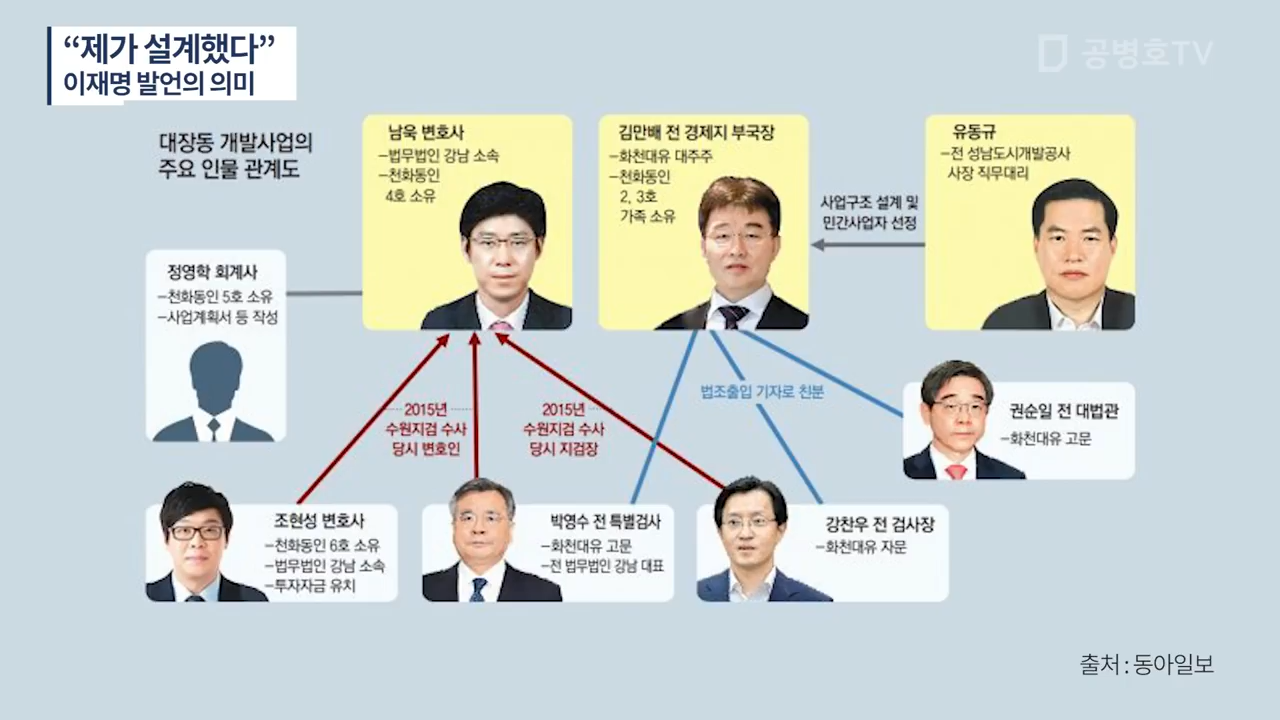 “제가 설계했다”
이재명 발언의 의미
공병호TV
대장동 개발사업의
주요 인물 관계도
남욱 변호사
–법무법인 강남 소속
–천화동인
4호 소유
김만배 전 경제지 부국장
–화천대유 대주주
–천화동인
2, 3호
가족 소유
사업구조 설계 및
민간사업자 선정
유동규
–전 성남도시개발공사
사장 직무대리
정영학 회계사
–천화동인 5호 소유
–사업계획서 등 작성
2015년
수원지검 수사
당시 변호인
2015년
수원지검 수사
당시 지검장
법조출입 기자로 친분
권순일 전 대법관
–화천대유 고문
조현성 변호사
–천화동인 6호 소유
–법무법인 강남 소속
–투자자금 유치
박영수 전 특별검사
–화천대유 고문
–전 법무법인 강남 대표
강찬우 전 검사장
–화천대유 자문
출처 : 동아일보